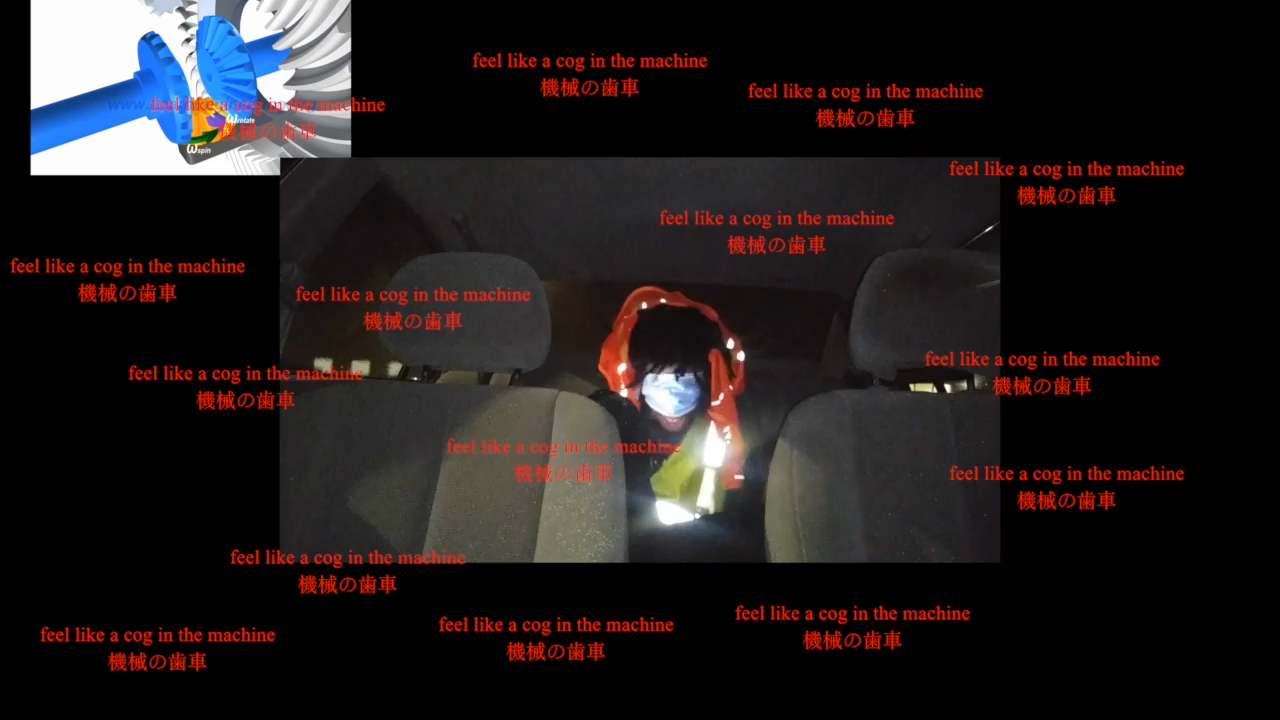 feel like a cog in the machine
機械の歯車
feel like a cog in the machine
機械の歯車
www.
feel like a cog in the machine
機械の歯車
ωrotate
ωspin
feel like a cog in the machine
機械の歯車
feel like a cog in the machine
機械の歯車
feel like a cog in the machine
機械の歯車
feel like a cog in the machine
機械の歯車
feel like a cog in the machine
機械の歯車
feel like a cog in the machine
機械の歯車
feel like a cog in the machine
機械の歯車
feel like a cog in the machine
機械の歯車
feel like a cog in the machine
機械の歯車
feel like a cog in the machine
機械の歯車
feel like a cog in the machine
機械の歯車
feel like a cog in the machine
機械の歯車